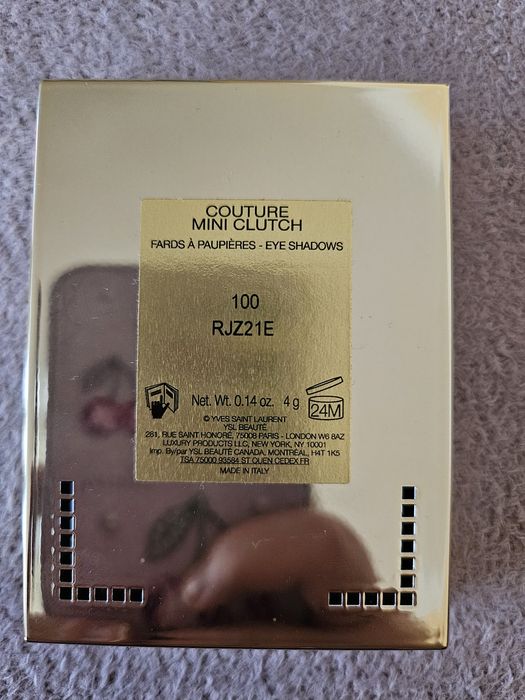 COUTURE
MINI CLUTCH
FARDS À PAUPIÈRES - EYE SHADOWS
100
RJZ21E
Net. Wt. 0.14 oz. 4 g
24M
© YVES SAINT LAURENT
YSL BEAUTÉ
281, RUE SAINT HONORÉ, 75008 PARIS - LONDON W6 8AZ
LUXURY PRODUCTS LLC, NEW YORK, NY 10001
Imp. By/par YSL BEAUTÉ CANADA, MONTRÉAL, H4T 1K5
TSA 75000 93584 ST OUEN CEDEX FR
MADE IN ITALY